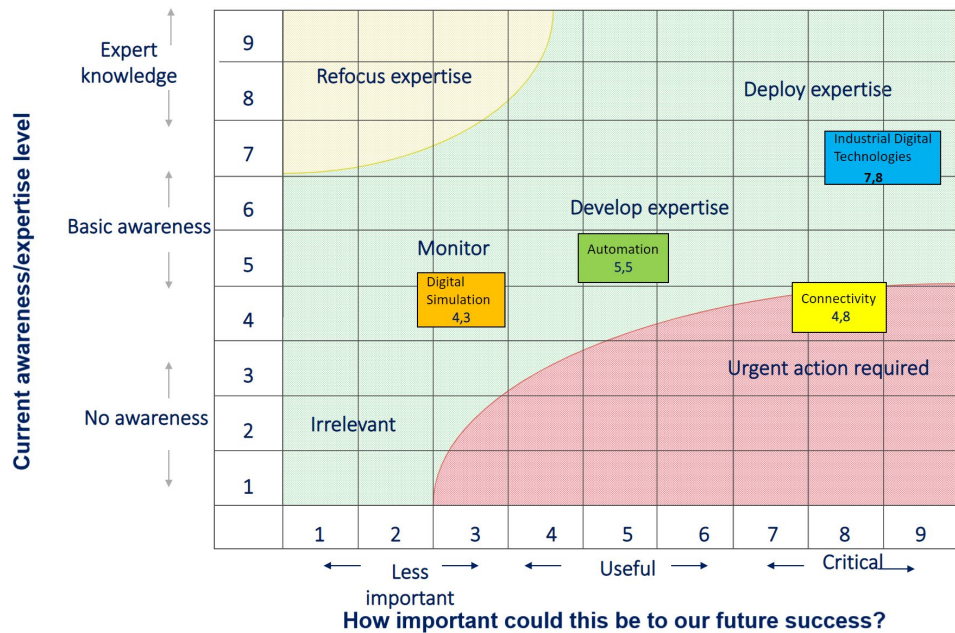 Current awareness/expertise level
Expert
knowledge
Basic awareness
No awareness
9
8
7
6
5
4
3
2
1
Refocus expertise
Deploy expertise
Industrial Digital
Technologies
7,8
Develop expertise
Monitor
Automation
5,5
Digital
Simulation
4,3
Connectivity
4,8
Urgent action required
Irrelevant
1 2 3 4 5 6 7 8 9
Less
important
Useful
Critical
How important could this be to our future success?